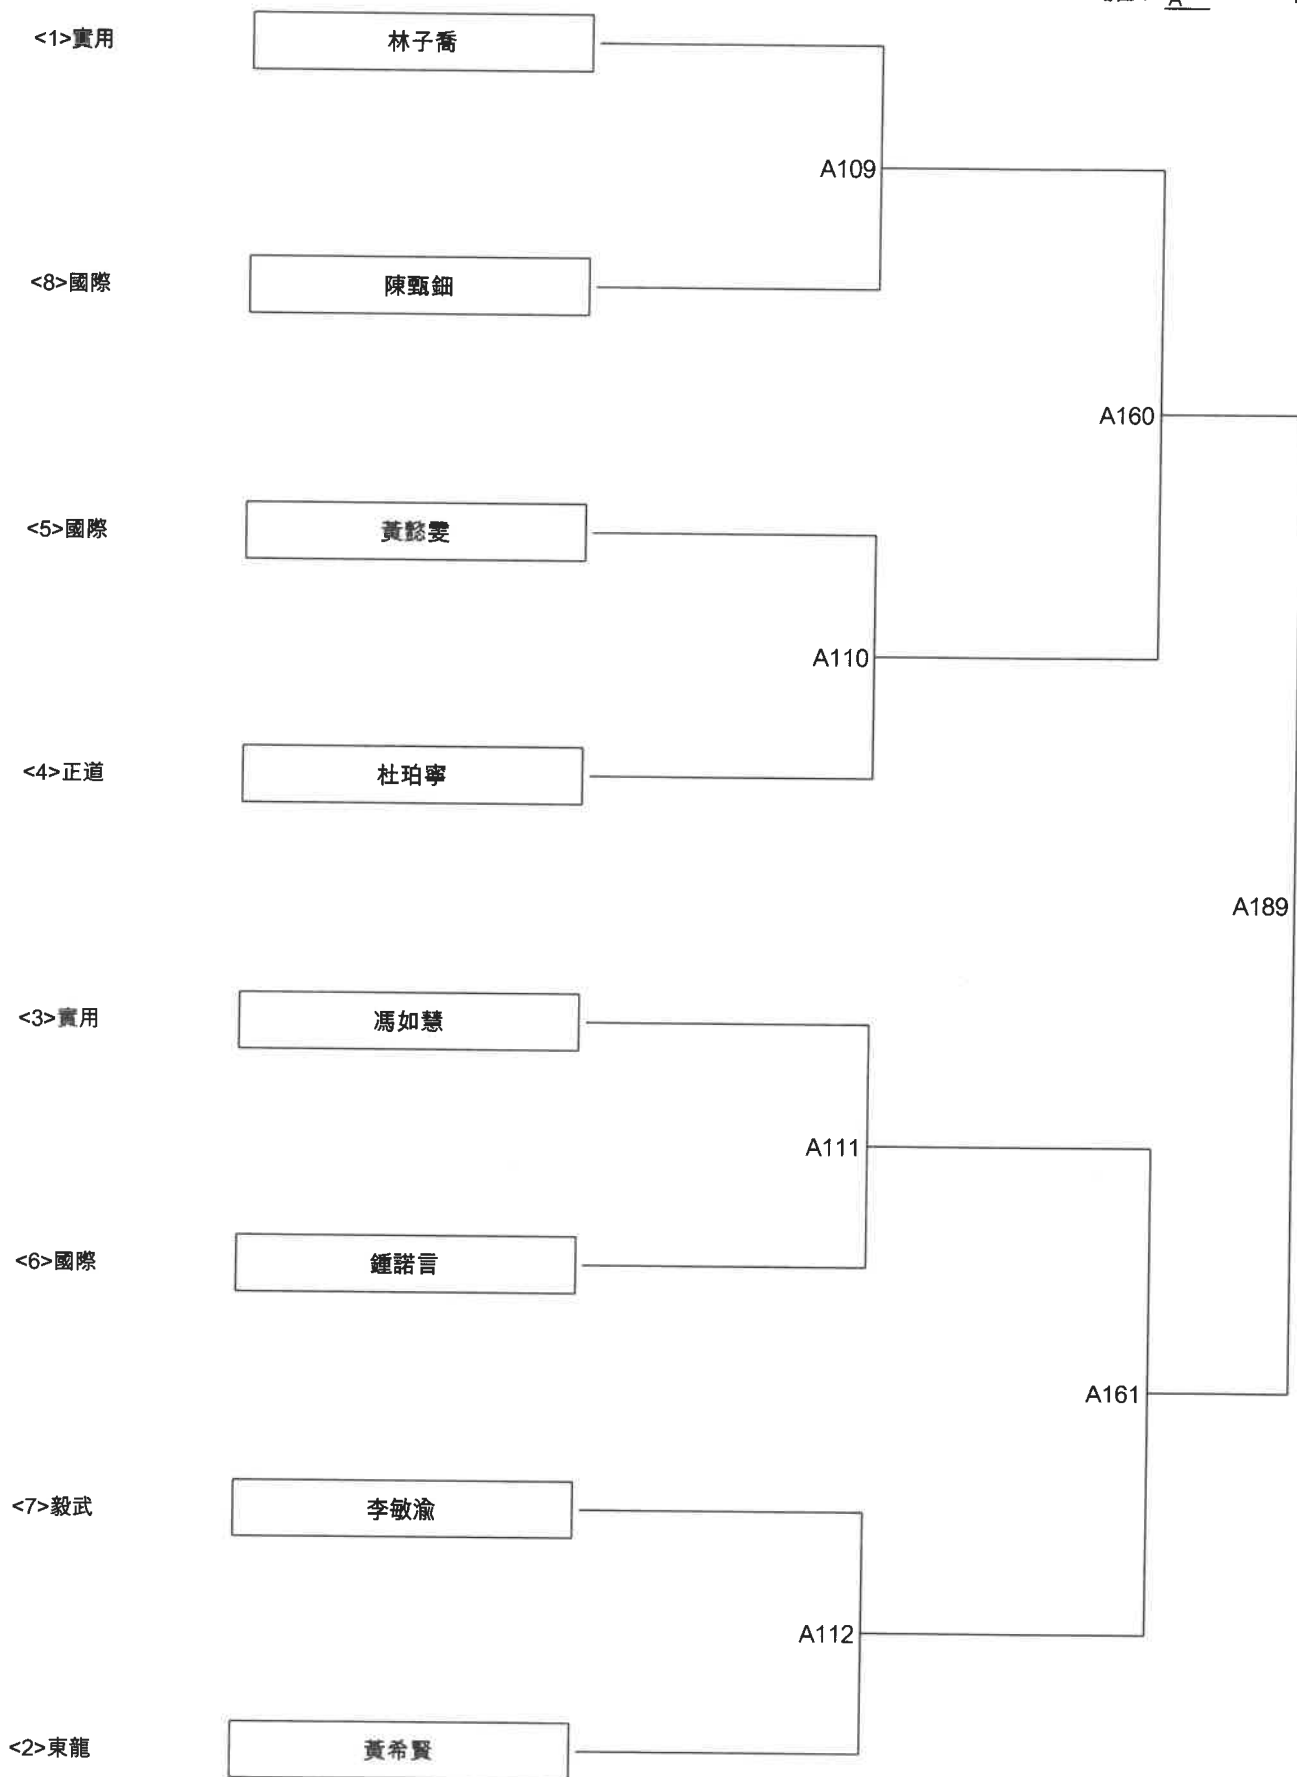 A
<1>實用 林子喬
A109
<8>國際 陳甄鈿
A160
<5>國際 黃懿雯
A110
<4>正道 杜珀寧
A189
<3>實用 馮如慧
A111
<6>國際 鍾諾言
A161
<7>毅武 李敏渝
A112
<2>東龍 黃希賢